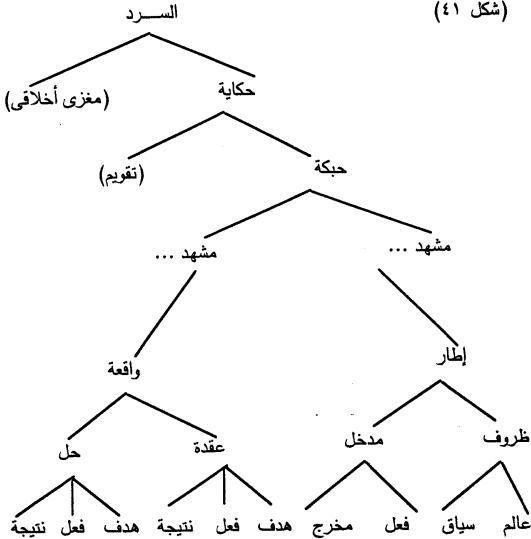 (شكل ٤١)
الســـرد
حكاية
(مغزى أخلاقى)
حبكة
(تقويم)
مشهد ...
مشهد ...
إطار
واقعة
ظروف
مدخل
عقدة
حل
عالم
سياق
فعل
مخرج
هدف
فعل
نتيجة
هدف
فعل
نتيجة